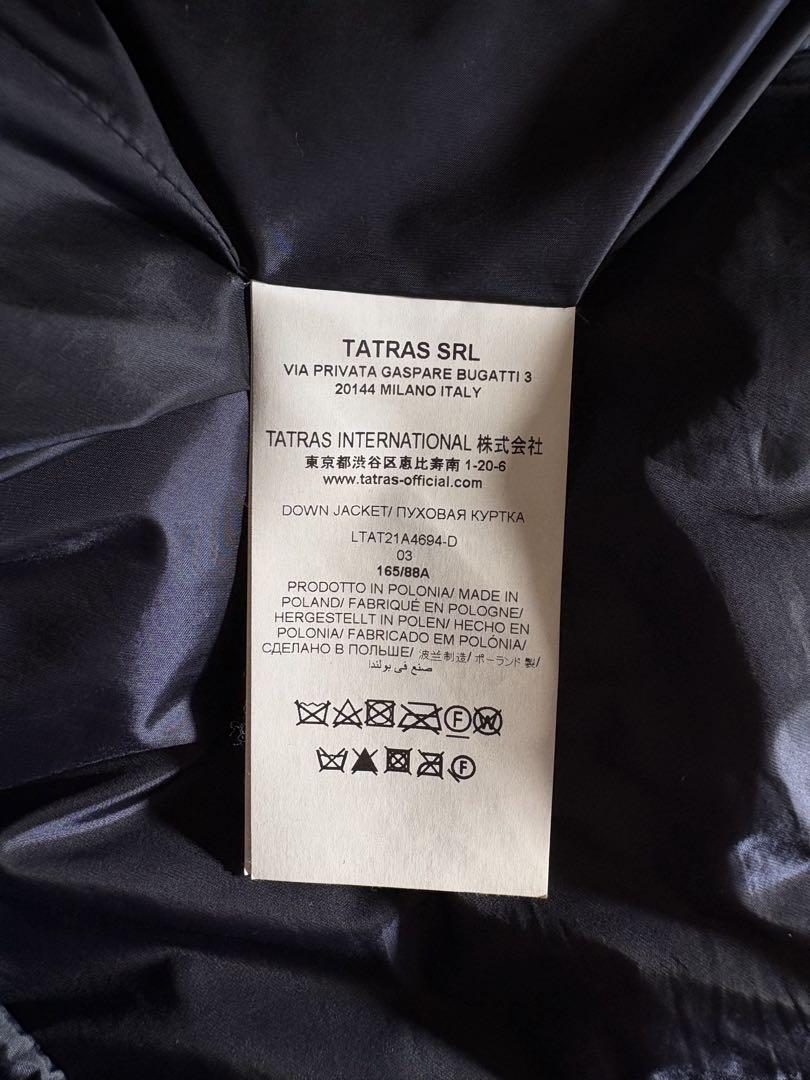 TATRAS SRL
VIA PRIVATA GASPARE BUGATTI 3
20144 MILANO ITALY
TATRAS INTERNATIONAL 株式会社
東京都渋谷区恵比寿南 1-20-6
www.tatras-official.com
DOWN JACKET/ ПУХОВАЯ КУРТКА
LTAT21A4694-D
03
165/88A
PRODOTTO IN POLONIA/ MADE IN
POLAND/ FABRIQUÉ EN POLOGNE/
HERGESTELLT IN POLEN/ HECHO EN
POLONIA/ FABRICADO EM POLÓNIA/
СДЕЛАНО В ПОЛЬШЕ/ 波兰制造/ ポーランド 製/
صنع في بولندا
F W
F